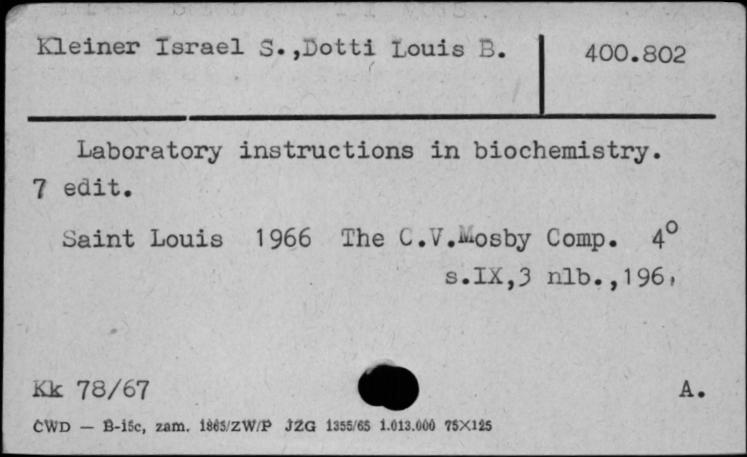 Kleiner Israel S.,Dotti Louis B.
400.802
Laboratory instructions in biochemistry.
7 edit.
Saint Louis 1966 The C.V.Mosby Comp. 4°
s.IX,3 nlb.,196,
Kk 78/67
A.
CWD — B-15c, zam. 1865/ZW/P JZG 1355/65 1.013.000 75X125